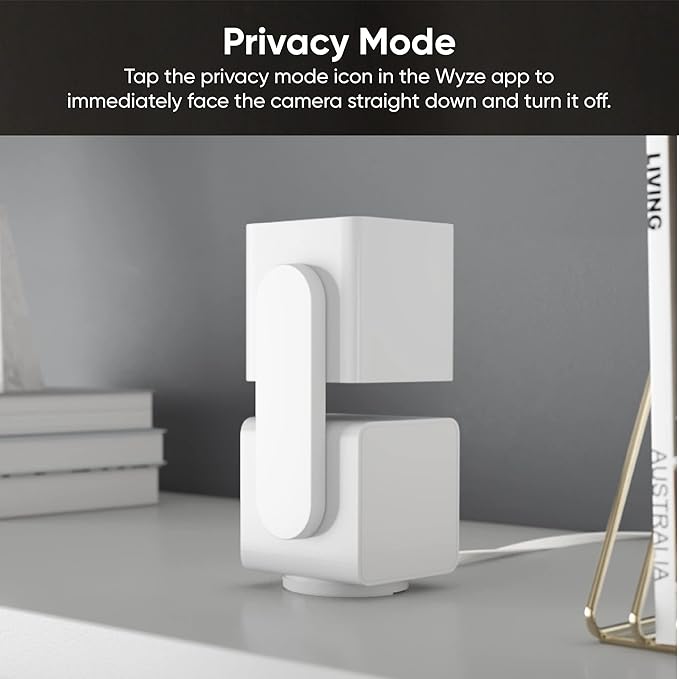 Privacy Mode
Tap the privacy mode icon in the Wyze app to
immediately face the camera straight down and turn it off.
LIVING
AUSTRALIA